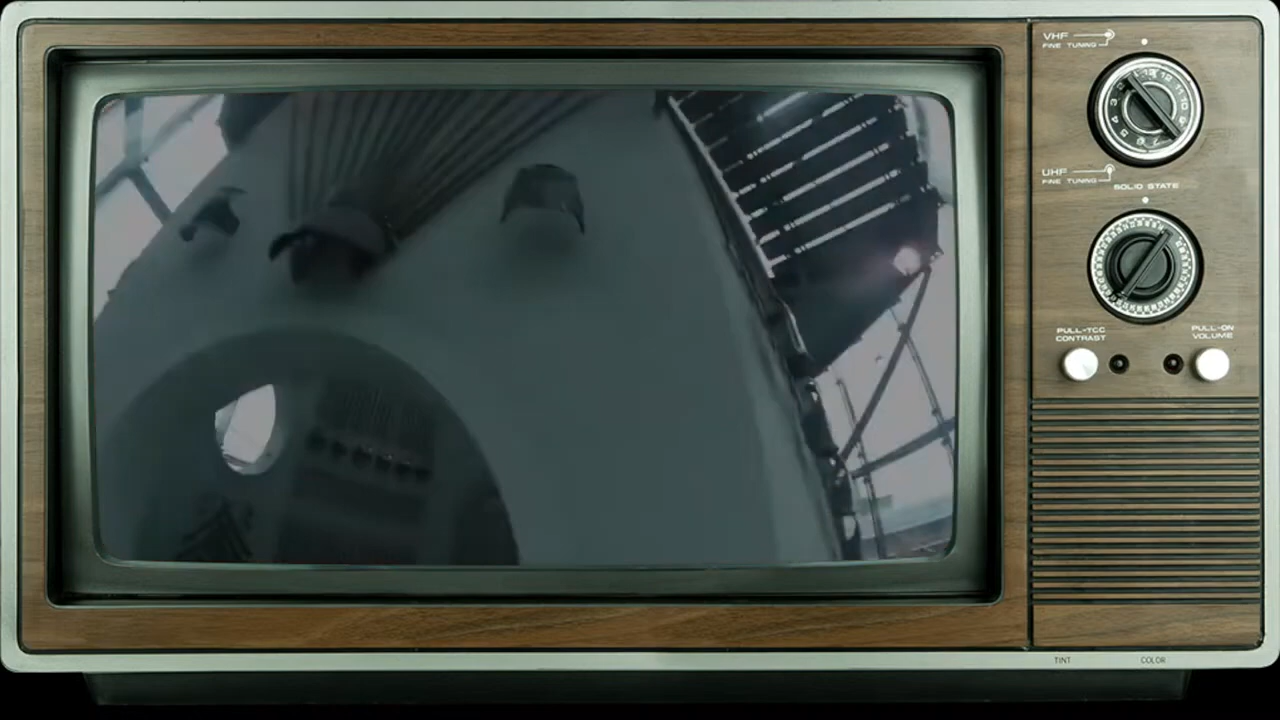 VHF
FINE TUNING
UHF
FINE TUNING
SOLID STATE
PULL-TCC
CONTRAST
PULL-ON
VOLUME
TINT
COLOR